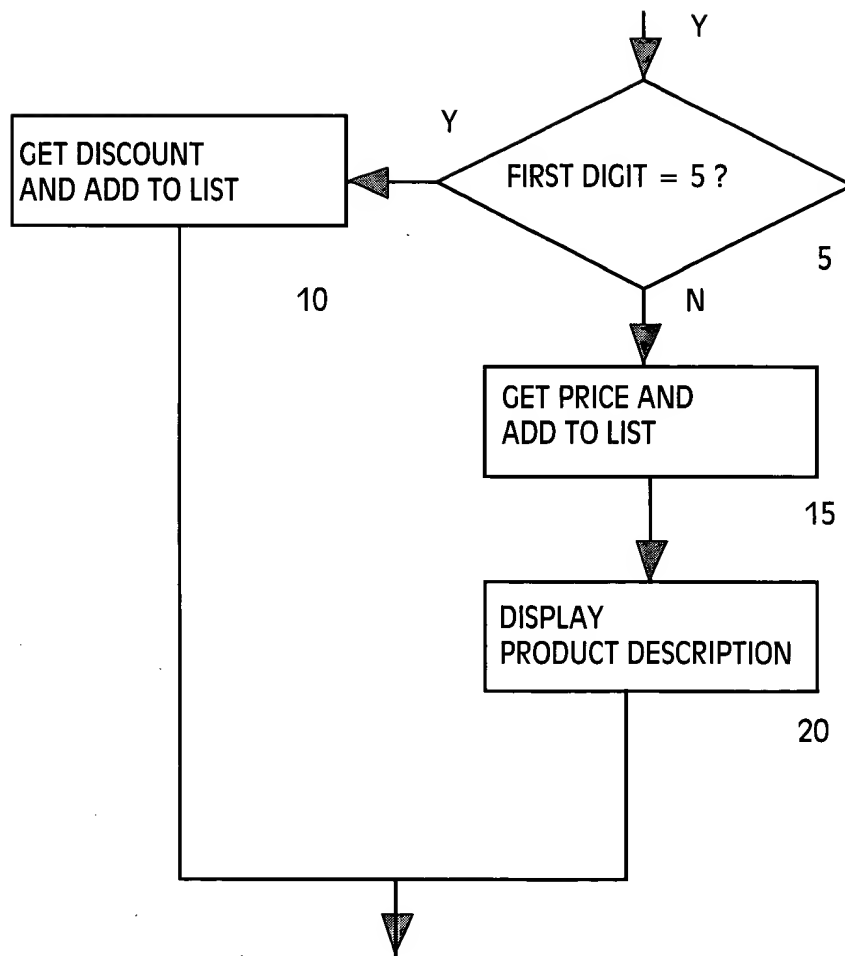 Y
Y
GET DISCOUNT
AND ADD TO LIST
FIRST DIGIT = 5 ?
5
10
N
GET PRICE AND
ADD TO LIST
15
DISPLAY
PRODUCT DESCRIPTION
20